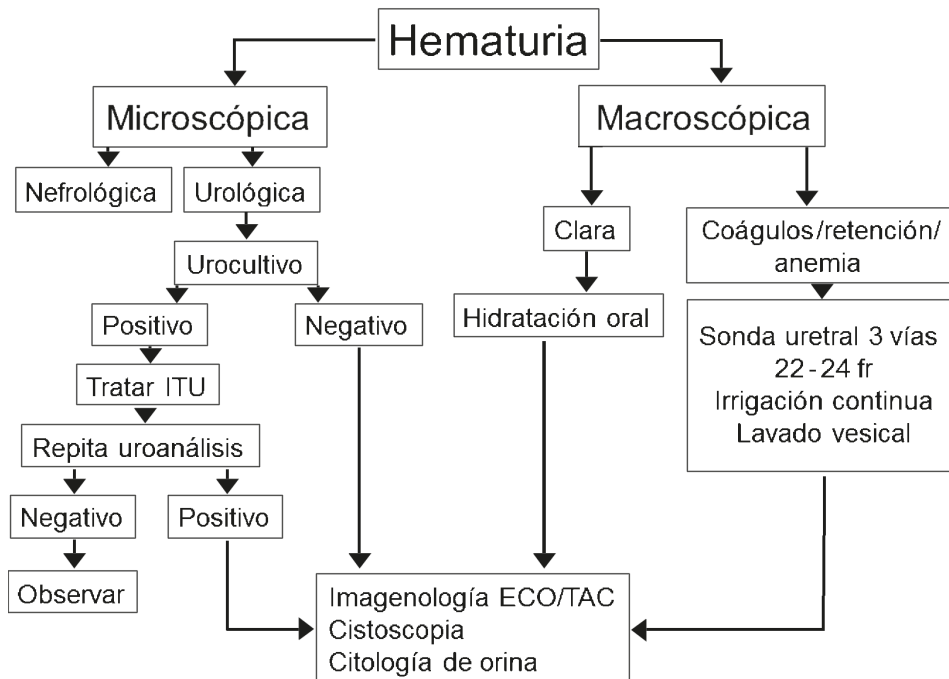 Hematuria
Microscópica
Macroscópica
Nefrológica
Urológica
Clara
Coágulos/retención/
anemia
Urocultivo
Positivo
Negativo
Hidratación oral
Sonda uretral 3 vías
22-24 fr
Irrigación continua
Lavado vesical
Tratar ITU
Repita uroanálisis
Negativo
Positivo
Observar
Imagenología ECO/TAC
Cistoscopia
Citología de orina